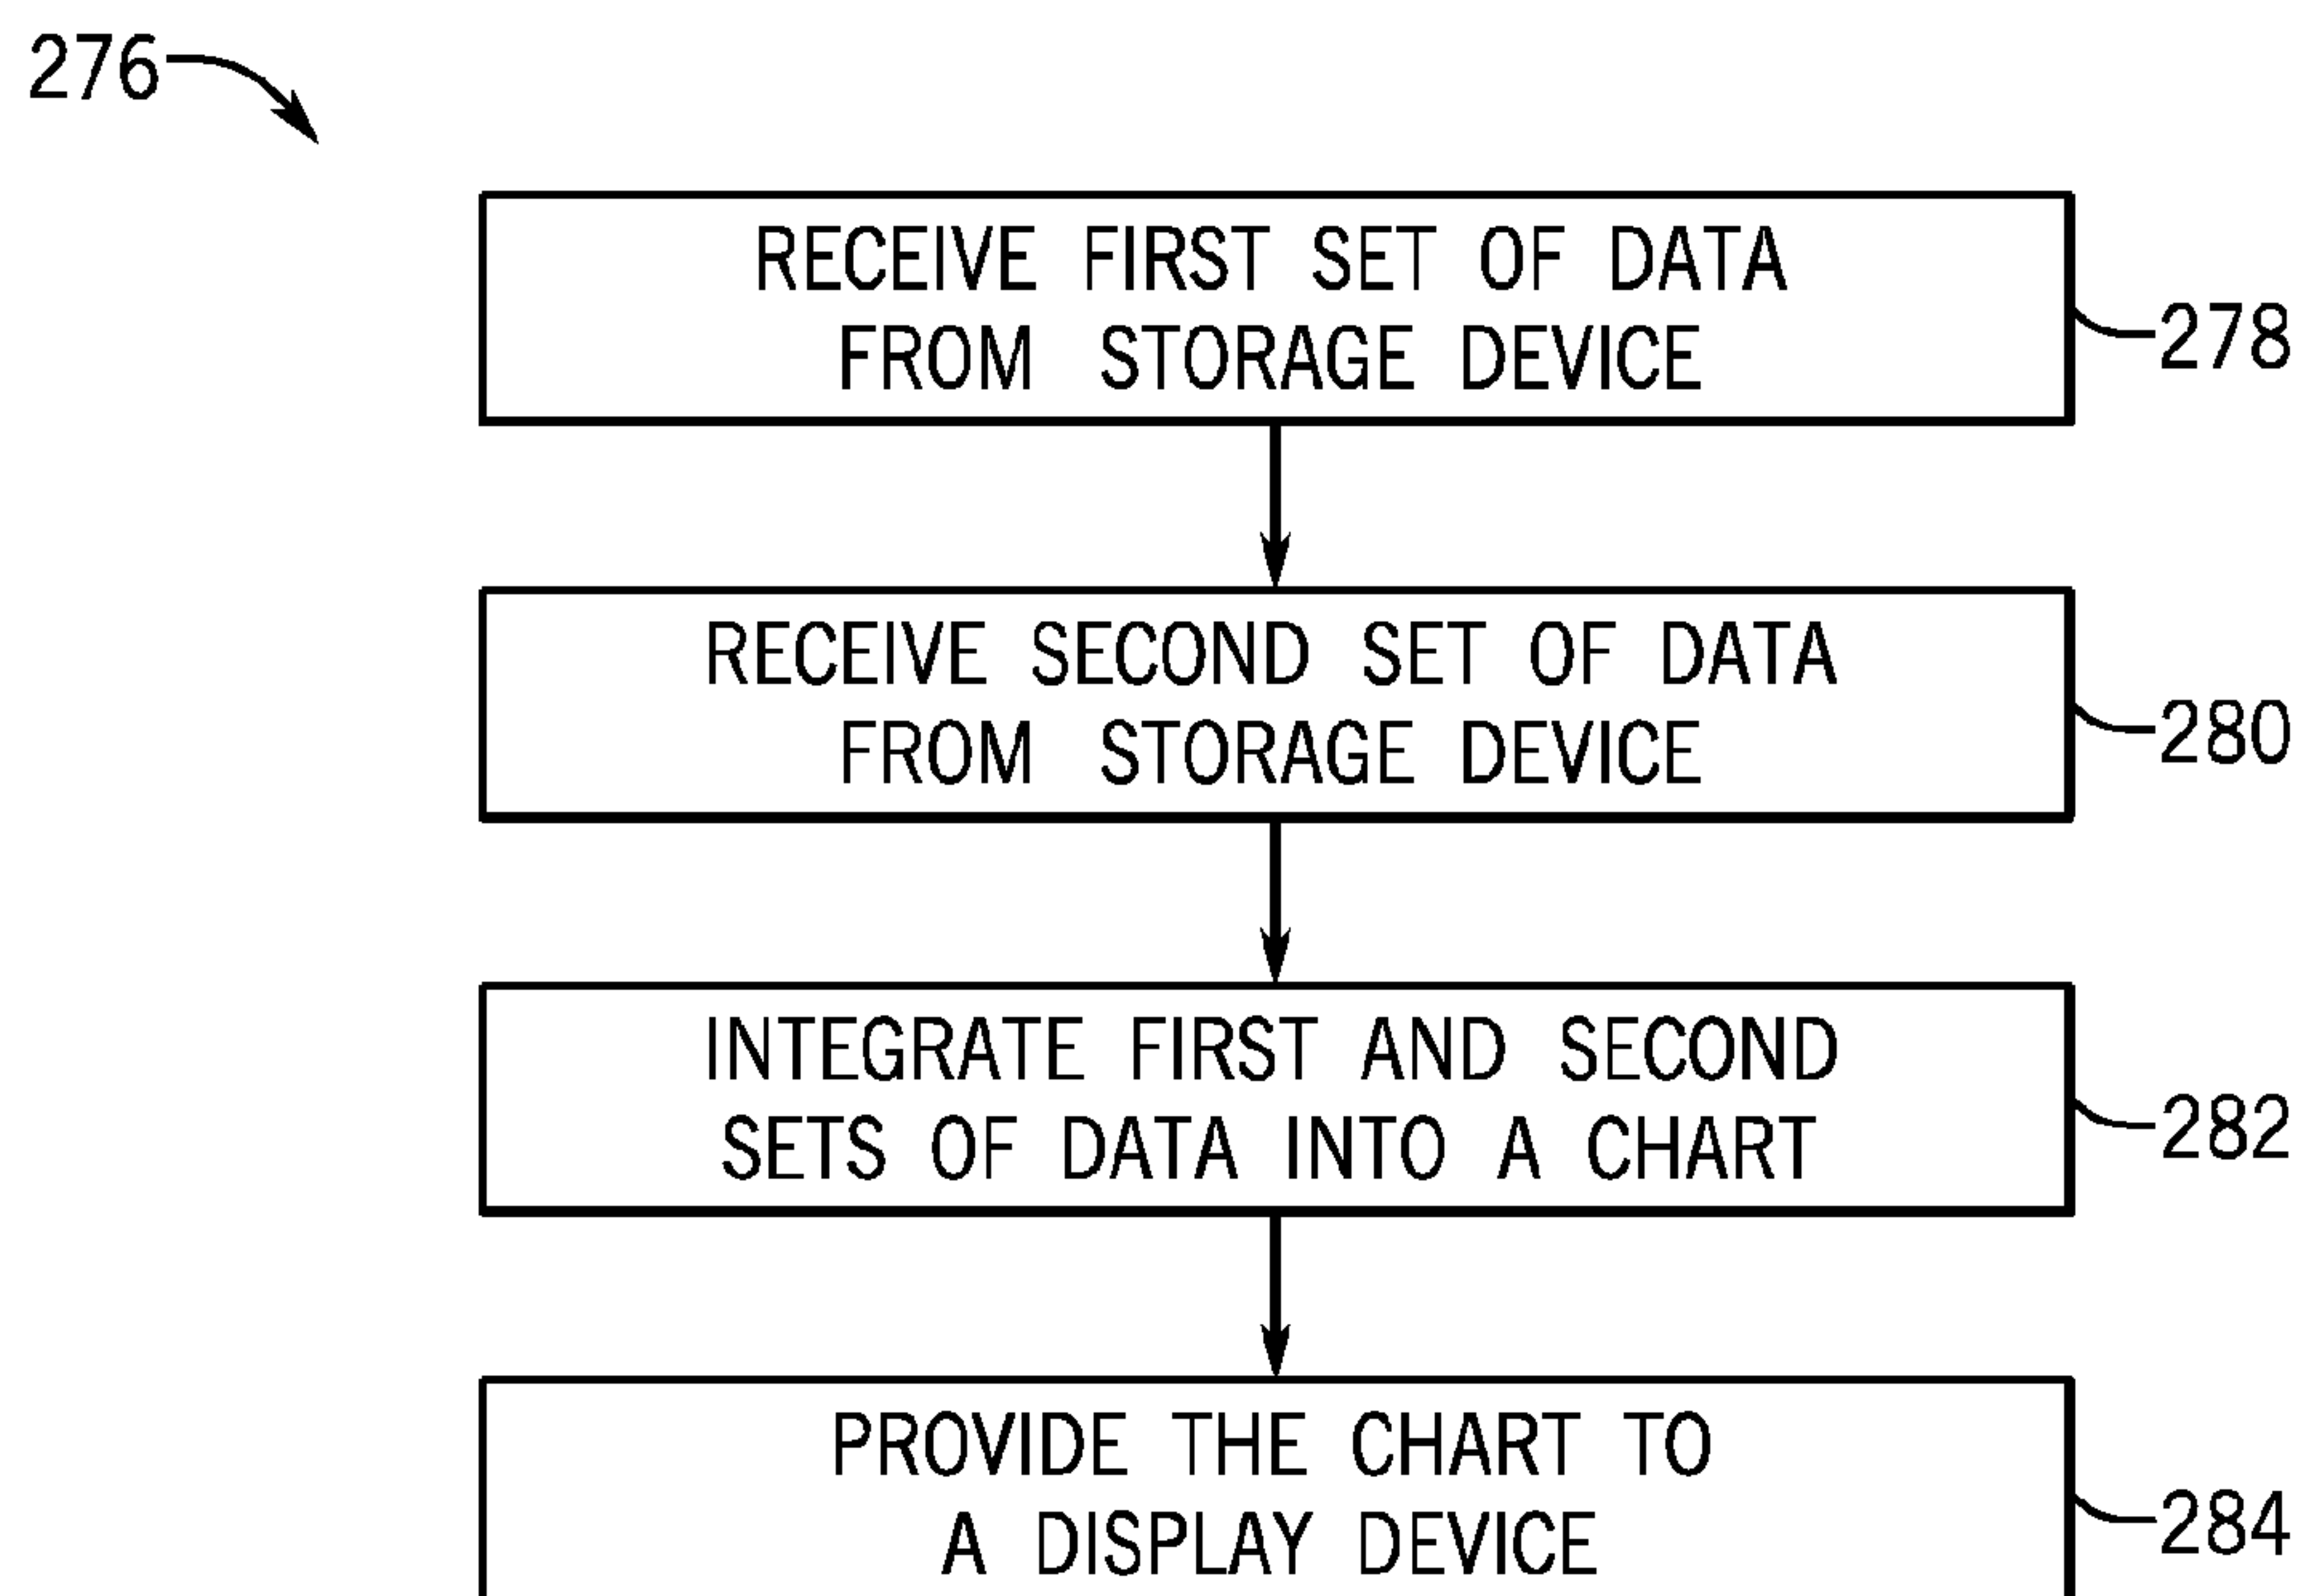 276
RECEIVE FIRST SET OF DATA
FROM STORAGE DEVICE
278
RECEIVE SECOND SET OF DATA
FROM STORAGE DEVICE
280
INTEGRATE FIRST AND SECOND
SETS OF DATA INTO A CHART
282
PROVIDE THE CHART TO
A DISPLAY DEVICE
284